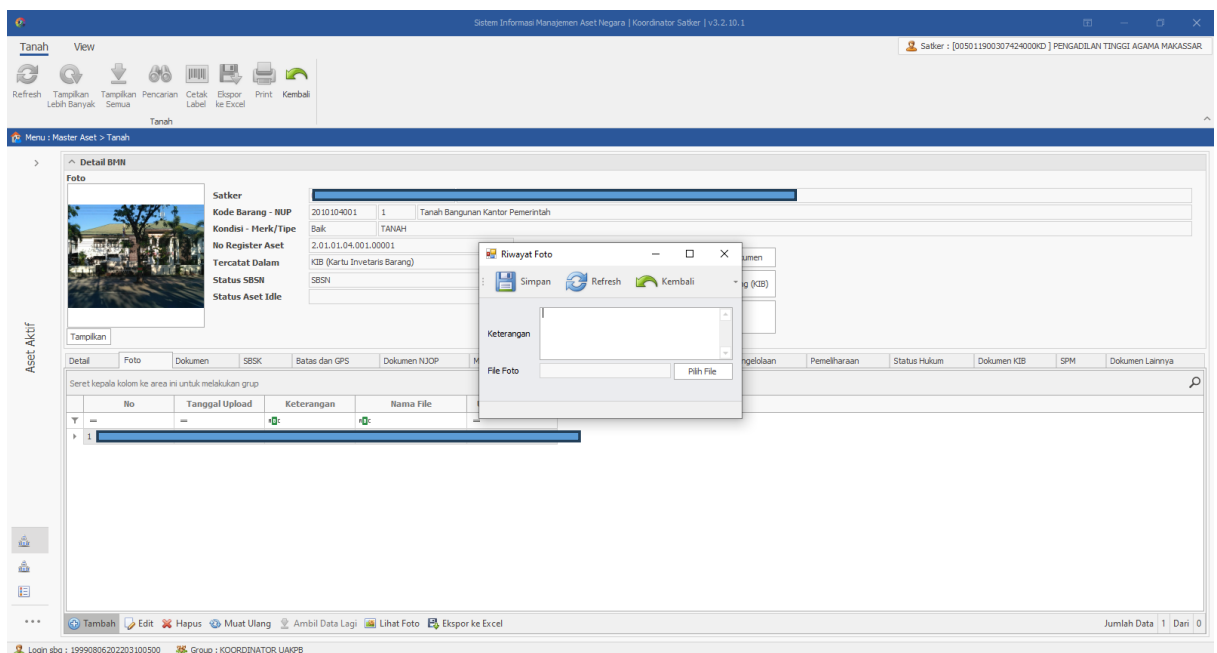 Sistem Informasi Manajemen Aset Negara | Koordinator Satker | v3.2.10.1
Tanah View
Satker : [005011900307424000KD ] PENGADILAN TINGGI AGAMA MAKASSAR
Refresh
Tampilkan Lebih Banyak
Tampilkan Semua
Pencarian
Cetak Label
Ekspor ke Excel
Print
Kembali
Tanah
Menu : Master Aset > Tanah
Detail BMN
Foto
Satker
Kode Barang - NUP 2010104001 1 Tanah Bangunan Kantor Pemerintah
Kondisi - Merk/Tipe Baik TANAH
No Register Aset 2.01.01.04.001.00001
Tercatat Dalam KIB (Kartu Invetaris Barang)
Status SBSN SBSN
Status Aset Idle
Tampilkan
Aset Aktif
Riwayat Foto
Simpan Refresh Kembali
Keterangan
File Foto Pilih File
umen
g (KIB)
Detail Foto Dokumen SBSK Batas dan GPS Dokumen NJOP M ngelolaan Pemeliharaan Status Hukum Dokumen KIB SPM Dokumen Lainnya
Seret kepala kolom ke area ini untuk melakukan grup
No Tanggal Upload Keterangan Nama File
= = =
1
Tambah Edit Hapus Muat Ulang Ambil Data Lagi Lihat Foto Ekspor ke Excel Jumlah Data 1 Dari 0
Login sbg : 199908062022031005​00 Group : KOORDINATOR UAKPB